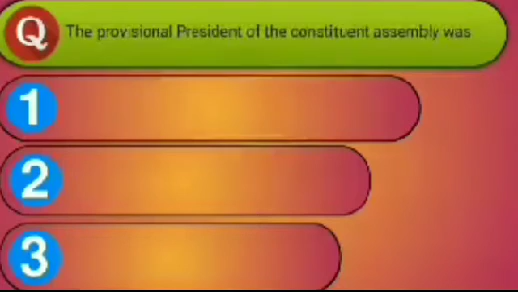 Q The provisional President of the constituent assembly was
1
2
3